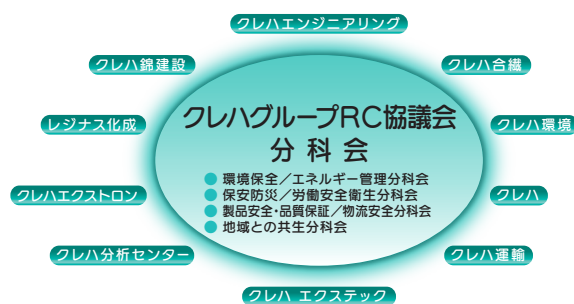 クレハエンジニアリング
クレハ錦建設
クレハ合繊
レジナス化成
クレハ環境
クレハグループRC協議会
分科会
● 環境保全／エネルギー管理分科会
● 保安防災／労働安全衛生分科会
● 製品安全・品質保証／物流安全分科会
● 地域との共生分科会
クレハエクストロン
クレハ
クレハ分析センター
クレハ運輸
クレハ エクステック